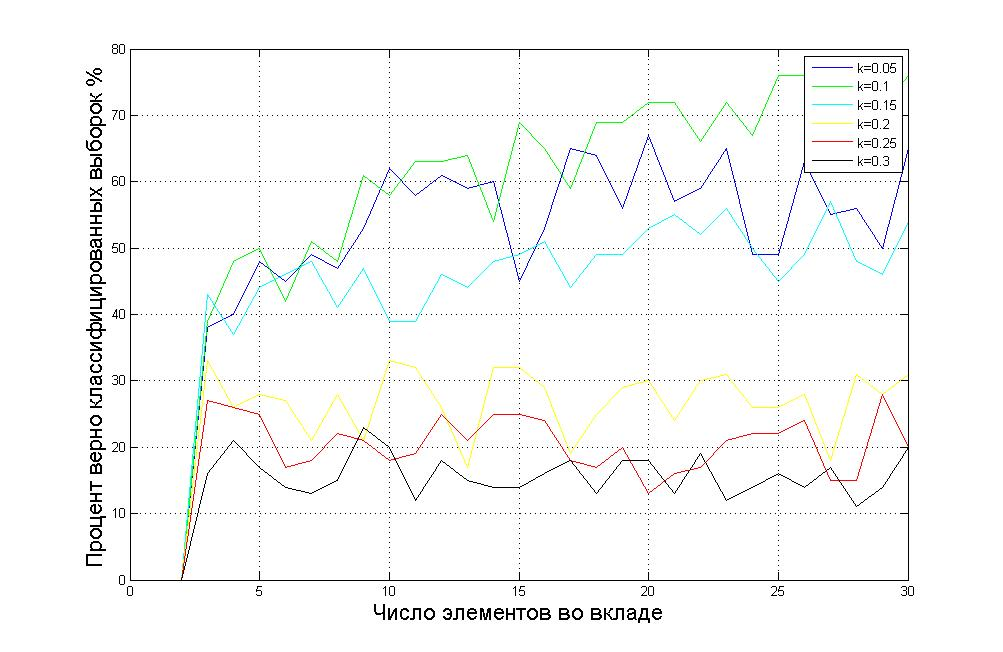 Процент верно классифицированных выборок %
80
70
60
50
40
30
20
10
0
0 5 10 15 20 25 30
Число элементов во вкладе
k=0.05
k=0.1
k=0.15
k=0.2
k=0.25
k=0.3